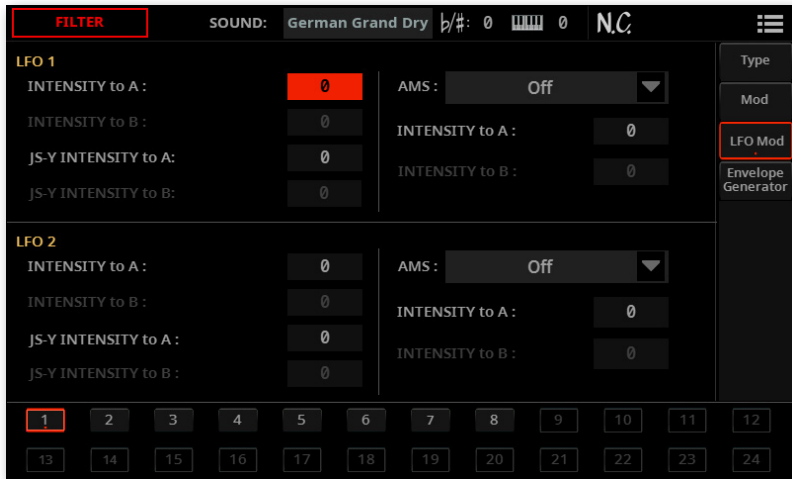 FILTER SOUND: German Grand Dry ♭/#: 0 0 N.C.
LFO 1
INTENSITY to A : 0 AMS : Off
INTENSITY to B : 0
INTENSITY to A : 0
JS-Y INTENSITY to A: 0
INTENSITY to B : 0
JS-Y INTENSITY to B: 0
LFO 2
INTENSITY to A : 0 AMS : Off
INTENSITY to B : 0
INTENSITY to A : 0
JS-Y INTENSITY to A : 0
INTENSITY to B : 0
JS-Y INTENSITY to B : 0
Type
Mod
LFO Mod
Envelope
Generator
1 2 3 4 5 6 7 8 9 10 11 12
13 14 15 16 17 18 19 20 21 22 23 24